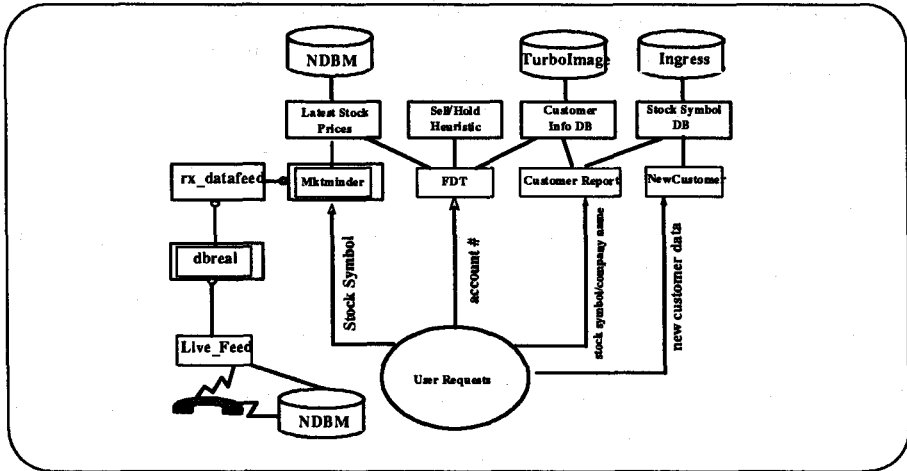 NDBM
TurboImage
Ingress
Latest Stock
Prices
Sell/Hold
Heuristic
Customer
Info DB
Stock Symbol
DB
rx_datafeed
Mktminder
FDT
Customer Report
NewCustomer
dbreal
Stock Symbol
account #
stock symbol/company name
new customer data
Live_Feed
User Requests
NDBM